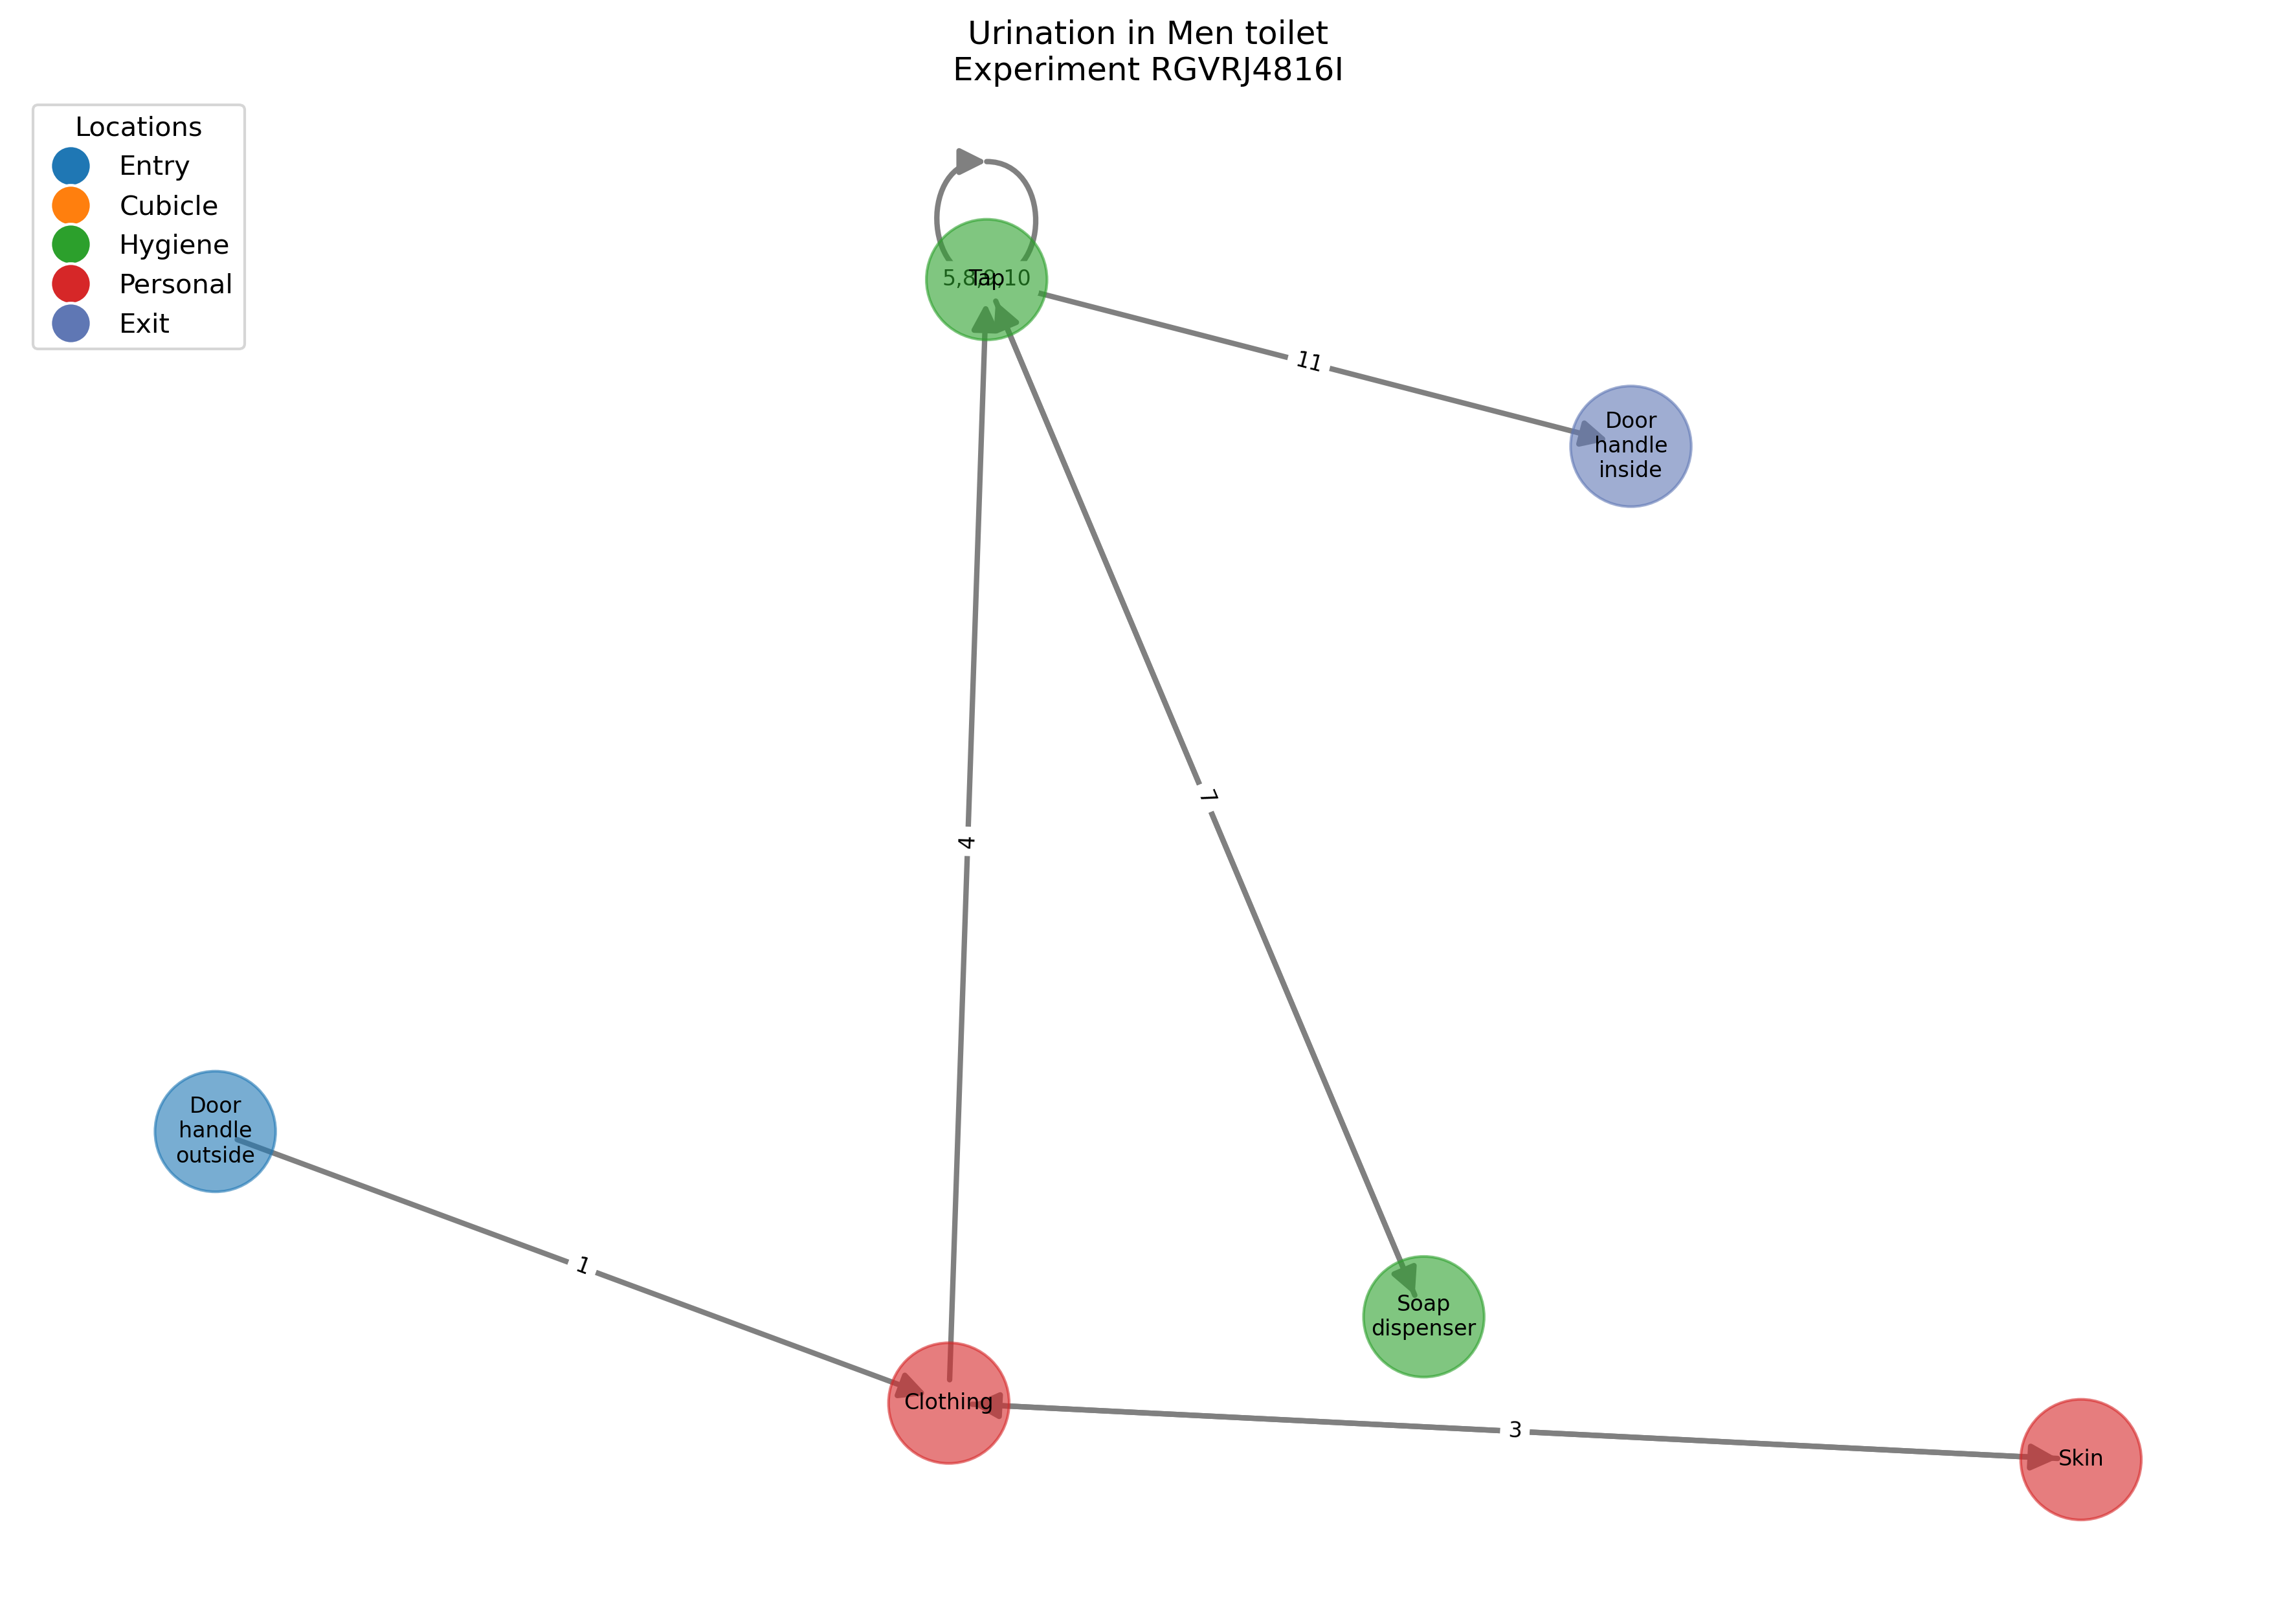 Urination in Men toilet
Experiment RGVRJ4816I
Locations
Entry
Cubicle
Hygiene
Personal
Exit
5,8,9,10
Tap
11
Door
handle
inside
7
4
Door
handle
outside
1
Soap
dispenser
Clothing
3
Skin